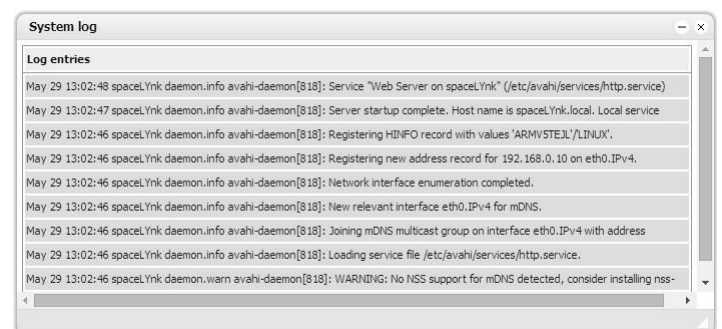 System log
Log entries
May 29 13:02:48 spaceLYnk daemon.info avahi-daemon[818]: Service "Web Server on spaceLYnk" (/etc/avahi/services/http.service)
May 29 13:02:47 spaceLYnk daemon.info avahi-daemon[818]: Server startup complete. Host name is spaceLYnk.local. Local service
May 29 13:02:46 spaceLYnk daemon.info avahi-daemon[818]: Registering HINFO record with values 'ARMV5TEJL'/'LINUX'.
May 29 13:02:46 spaceLYnk daemon.info avahi-daemon[818]: Registering new address record for 192.168.0.10 on eth0.IPv4.
May 29 13:02:46 spaceLYnk daemon.info avahi-daemon[818]: Network interface enumeration completed.
May 29 13:02:46 spaceLYnk daemon.info avahi-daemon[818]: New relevant interface eth0.IPv4 for mDNS.
May 29 13:02:46 spaceLYnk daemon.info avahi-daemon[818]: Joining mDNS multicast group on interface eth0.IPv4 with address
May 29 13:02:46 spaceLYnk daemon.info avahi-daemon[818]: Loading service file /etc/avahi/services/http.service.
May 29 13:02:46 spaceLYnk daemon.warn avahi-daemon[818]: WARNING: No NSS support for mDNS detected, consider installing nss-